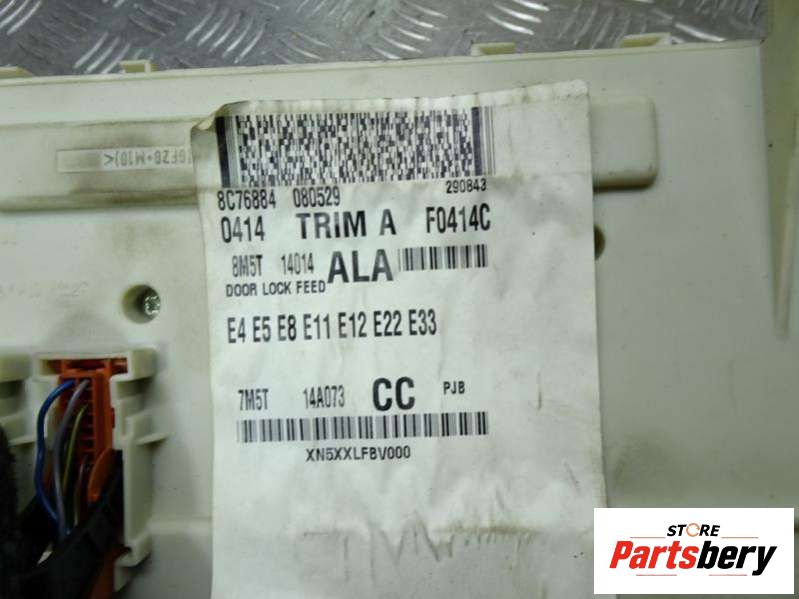 8C76884 080529 290843
0414 TRIM A F0414C
8M5T 14014 ALA
DOOR LOCK FEED
E4 E5 E8 E11 E12 E22 E33
7M5T 14A073 CC PJB
XN5XXLFBV000
STORE
Partsbery